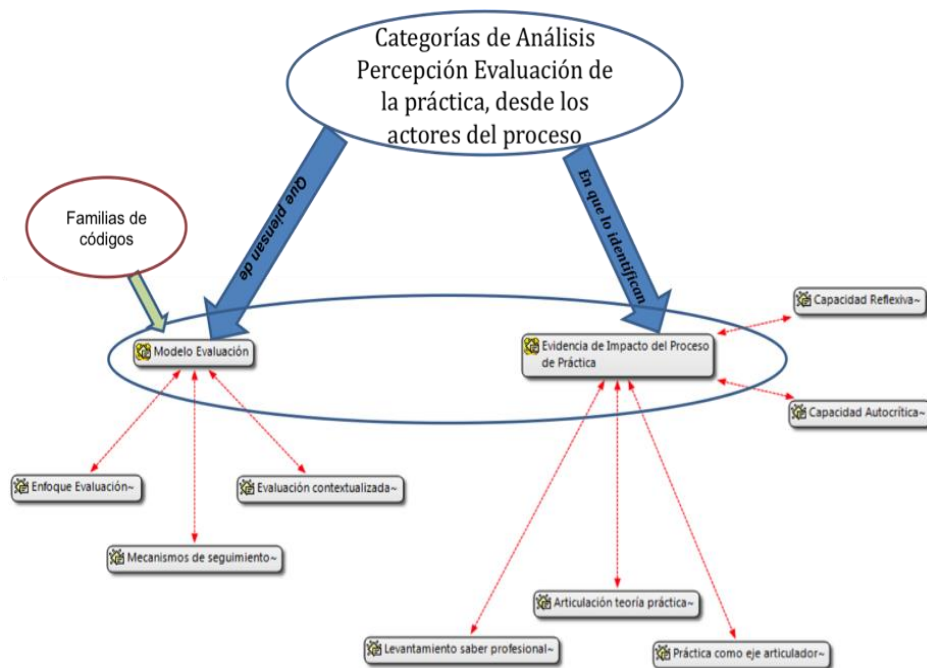 Categorías de Análisis
Percepción Evaluación de
la práctica, desde los
actores del proceso
Que piensan de
En que lo identifican
Familias de
códigos
Capacidad Reflexiva~
Modelo Evaluación
Evidencia de Impacto del Proceso
de Práctica
Capacidad Autocrítica~
Enfoque Evaluación~
Evaluación contextualizada~
Mecanismos de seguimiento~
Articulación teoría práctica~
Levantamiento saber profesional~
Práctica como eje articulador~